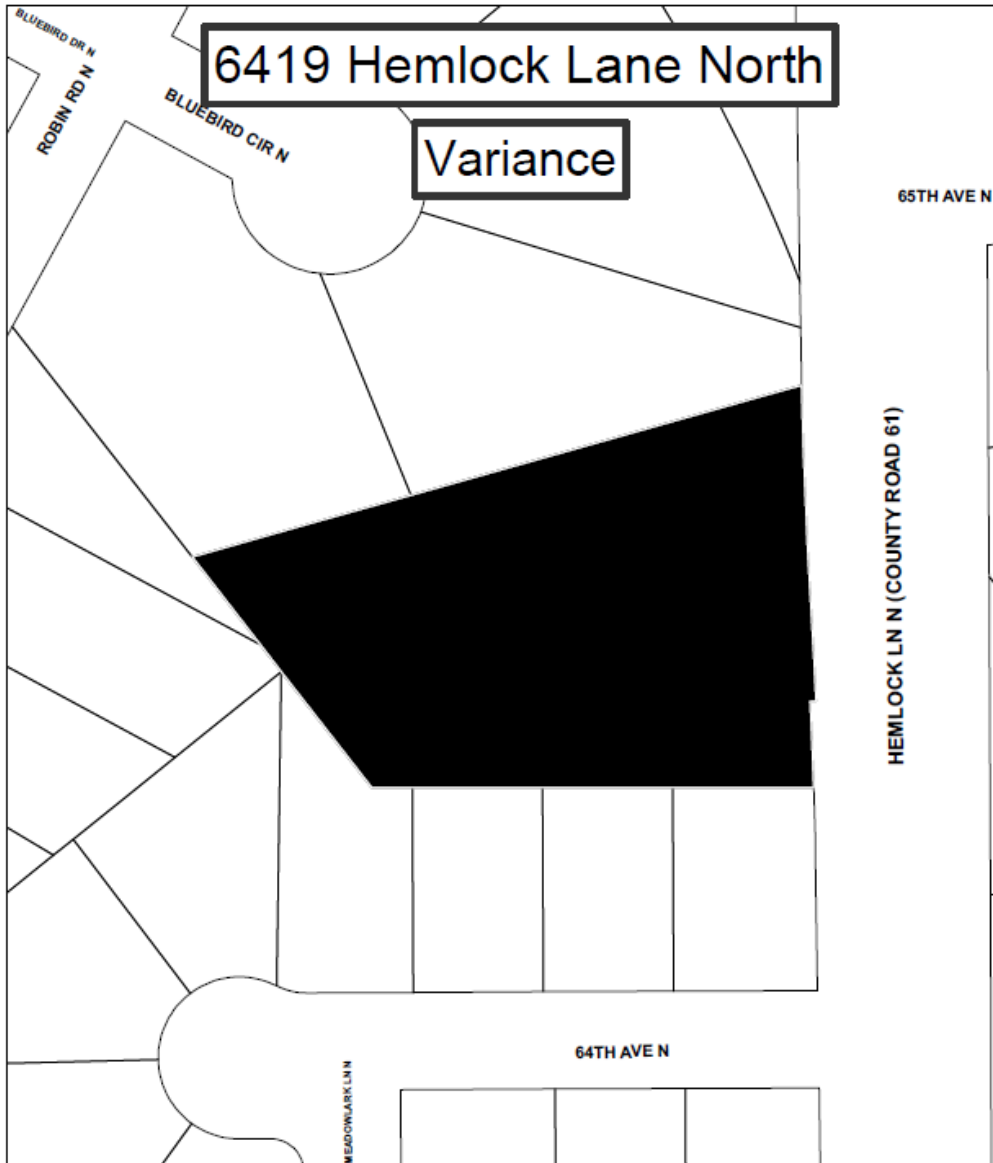 BLUEBIRD DR N
6419 Hemlock Lane North
ROBIN RD N
BLUEBIRD CIR N
Variance
65TH AVE N
HEMLOCK LN N (COUNTY ROAD 61)
64TH AVE N
MEADOWLARK LN N